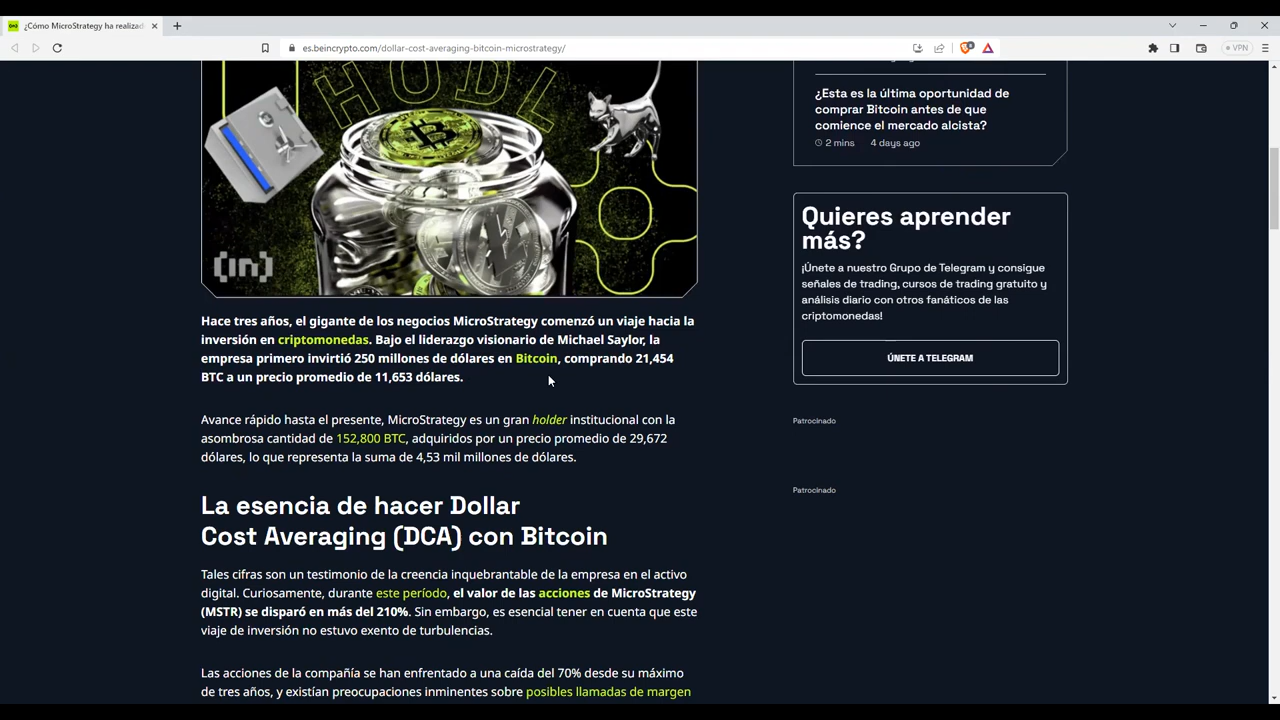 ¿Cómo MicroStrategy ha realizad
es.beincrypto.com/dollar-cost-averaging-bitcoin-microstrategy/
VPN
HODL
{in}
Hace tres años, el gigante de los negocios MicroStrategy comenzó un viaje hacia la
inversión en criptomonedas. Bajo el liderazgo visionario de Michael Saylor, la
empresa primero invirtió 250 millones de dólares en Bitcoin, comprando 21,454
BTC a un precio promedio de 11,653 dólares.
Avance rápido hasta el presente, MicroStrategy es un gran holder institucional con la
asombrosa cantidad de 152,800 BTC, adquiridos por un precio promedio de 29,672
dólares, lo que representa la suma de 4,53 mil millones de dólares.
La esencia de hacer Dollar
Cost Averaging (DCA) con Bitcoin
Tales cifras son un testimonio de la creencia inquebrantable de la empresa en el activo
digital. Curiosamente, durante este período, el valor de las acciones de MicroStrategy
(MSTR) se disparó en más del 210%. Sin embargo, es esencial tener en cuenta que este
viaje de inversión no estuvo exento de turbulencias.
Las acciones de la compañía se han enfrentado a una caída del 70% desde su máximo
de tres años, y existían preocupaciones inminentes sobre posibles llamadas de margen
¿Esta es la última oportunidad de
comprar Bitcoin antes de que
comience el mercado alcista?
2 mins 4 days ago
Quieres aprender
más?
¡Únete a nuestro Grupo de Telegram y consigue
señales de trading, cursos de trading gratuito y
análisis diario con otros fanáticos de las
criptomonedas!
ÚNETE A TELEGRAM
Patrocinado
Patrocinado